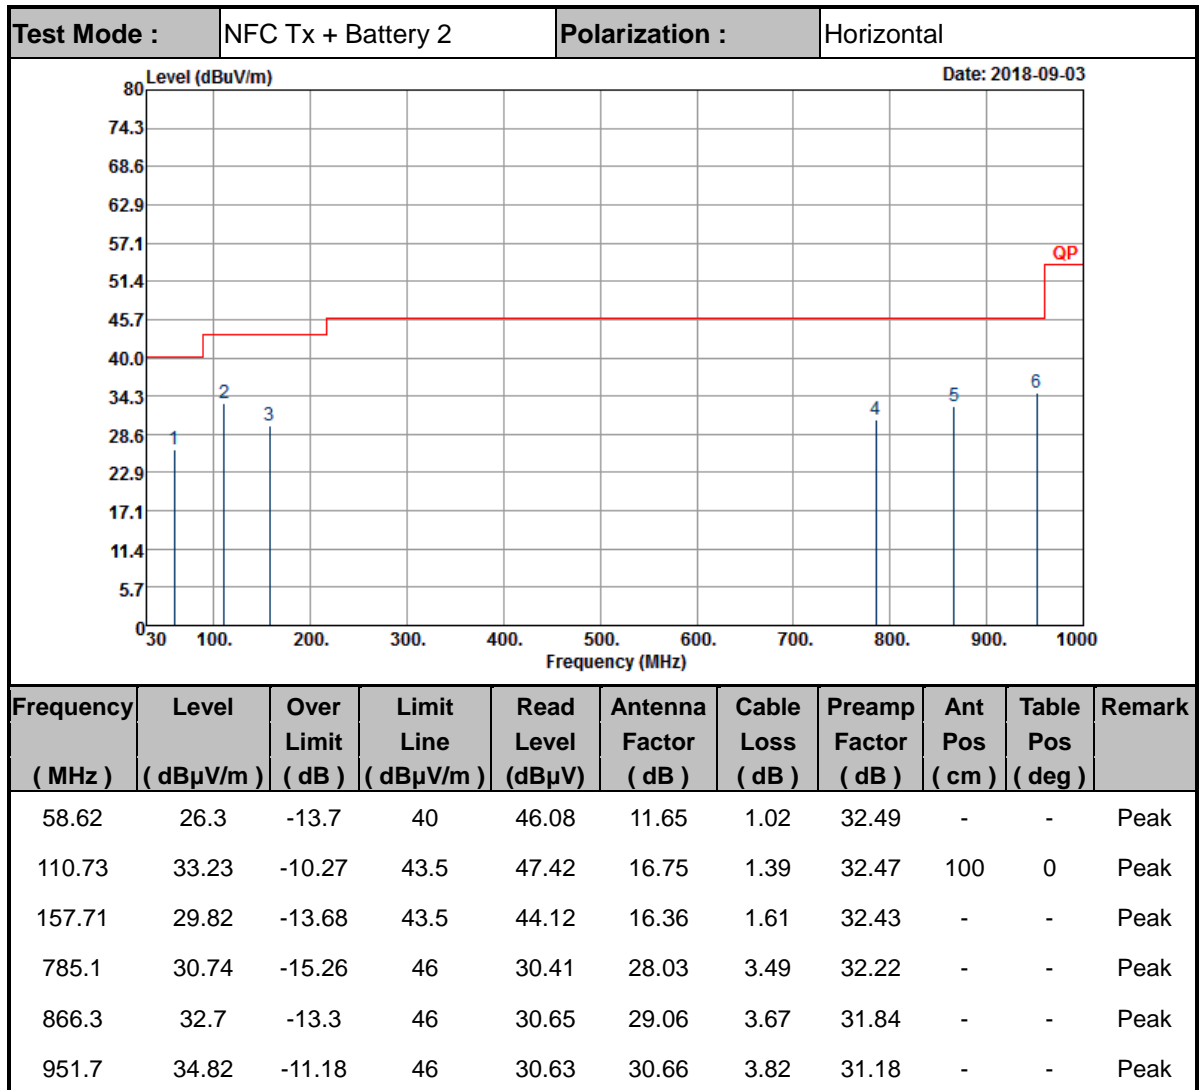 Test Mode : NFC Tx + Battery 2 Polarization : Horizontal
Level (dBuV/m) Date: 2018-09-03
80
74.3
68.6
62.9
57.1
QP
51.4
45.7
40.0
34.3
28.6
22.9
17.1
11.4
5.7
0
1 2 3 4 5 6
30 100. 200. 300. 400. 500. 600. 700. 800. 900. 1000
Frequency (MHz)
Frequency Level Over Limit Read Antenna Cable Preamp Ant Table Remark
Limit Line Level Factor Loss Factor Pos Pos
( MHz ) ( dBµV/m ) ( dB ) ( dBµV/m ) (dBµV) ( dB ) ( dB ) ( dB ) ( cm ) ( deg )
58.62 26.3 -13.7 40 46.08 11.65 1.02 32.49 - - Peak
110.73 33.23 -10.27 43.5 47.42 16.75 1.39 32.47 100 0 Peak
157.71 29.82 -13.68 43.5 44.12 16.36 1.61 32.43 - - Peak
785.1 30.74 -15.26 46 30.41 28.03 3.49 32.22 - - Peak
866.3 32.7 -13.3 46 30.65 29.06 3.67 31.84 - - Peak
951.7 34.82 -11.18 46 30.63 30.66 3.82 31.18 - - Peak